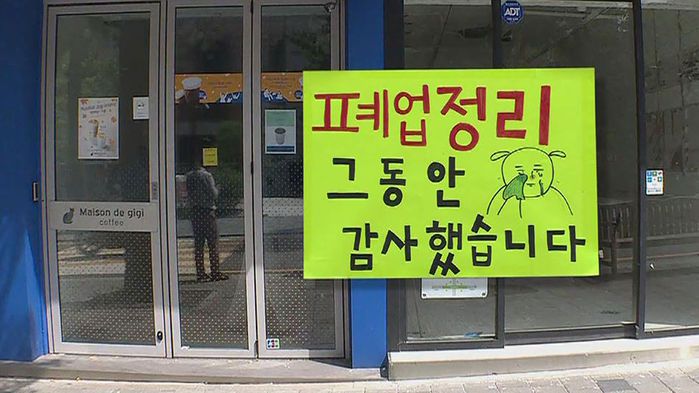 ADT
폐업정리
그동안
감사했습니다
Maison de gigi
coffee